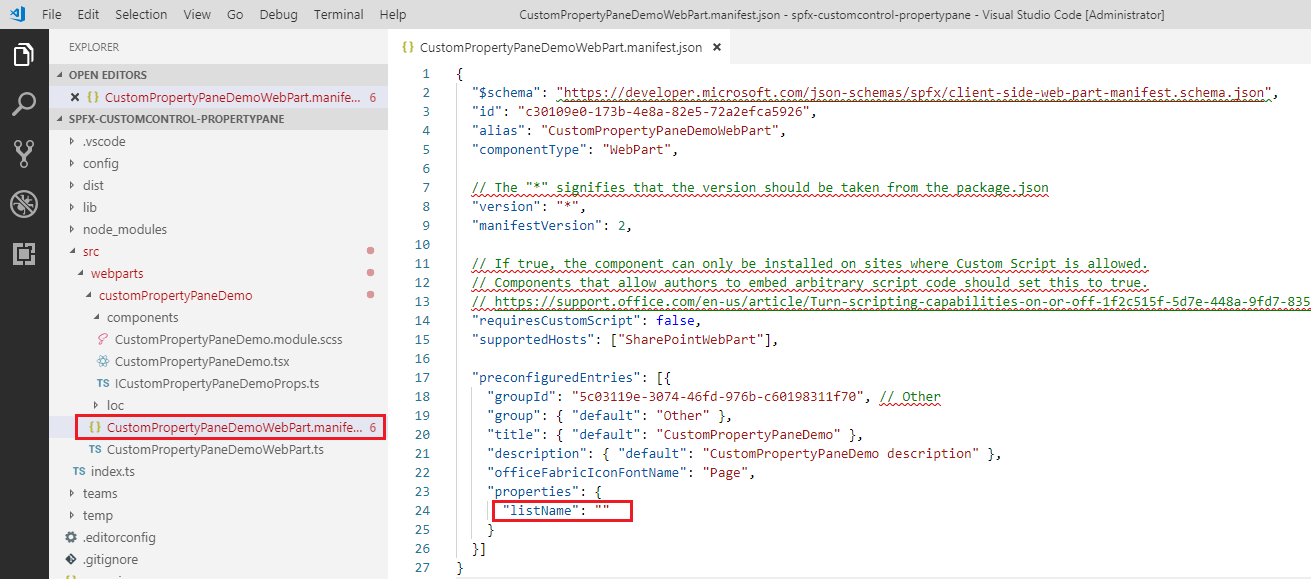 File Edit Selection View Go Debug Terminal Help CustomPropertyPaneDemoWebPart.manifest.json - spfx-customcontrol-propertypane - Visual Studio Code [Administrator]
EXPLORER
OPEN EDITORS
{} CustomPropertyPaneDemoWebPart.manife... 6
SPFX-CUSTOMCONTROL-PROPERTYPANE
.vscode
config
dist
lib
node_modules
src
webparts
customPropertyPaneDemo
components
CustomPropertyPaneDemo.module.scss
CustomPropertyPaneDemo.tsx
TS ICustomPropertyPaneDemoProps.ts
loc
{} CustomPropertyPaneDemoWebPart.manife... 6
TS CustomPropertyPaneDemoWebPart.ts
TS index.ts
teams
temp
.editorconfig
.gitignore
{} CustomPropertyPaneDemoWebPart.manifest.json
1 {
2 "$schema": "https://developer.microsoft.com/json-schemas/spfx/client-side-web-part-manifest.schema.json",
3 "id": "c30109e0-173b-4e8a-82e5-72a2efca5926",
4 "alias": "CustomPropertyPaneDemoWebPart",
5 "componentType": "WebPart",
6
7 // The "*" signifies that the version should be taken from the package.json
8 "version": "*",
9 "manifestVersion": 2,
10
11 // If true, the component can only be installed on sites where Custom Script is allowed.
12 // Components that allow authors to embed arbitrary script code should set this to true.
13 // https://support.office.com/en-us/article/Turn-scripting-capabilities-on-or-off-1f2c515f-5d7e-448a-9fd7-835
14 "requiresCustomScript": false,
15 "supportedHosts": ["SharePointWebPart"],
16
17 "preconfiguredEntries": [{
18 "groupId": "5c03119e-3074-46fd-976b-c60198311f70", // Other
19 "group": { "default": "Other" },
20 "title": { "default": "CustomPropertyPaneDemo" },
21 "description": { "default": "CustomPropertyPaneDemo description" },
22 "officeFabricIconFontName": "Page",
23 "properties": {
24 "listName": ""
25 }
26 }]
27 }